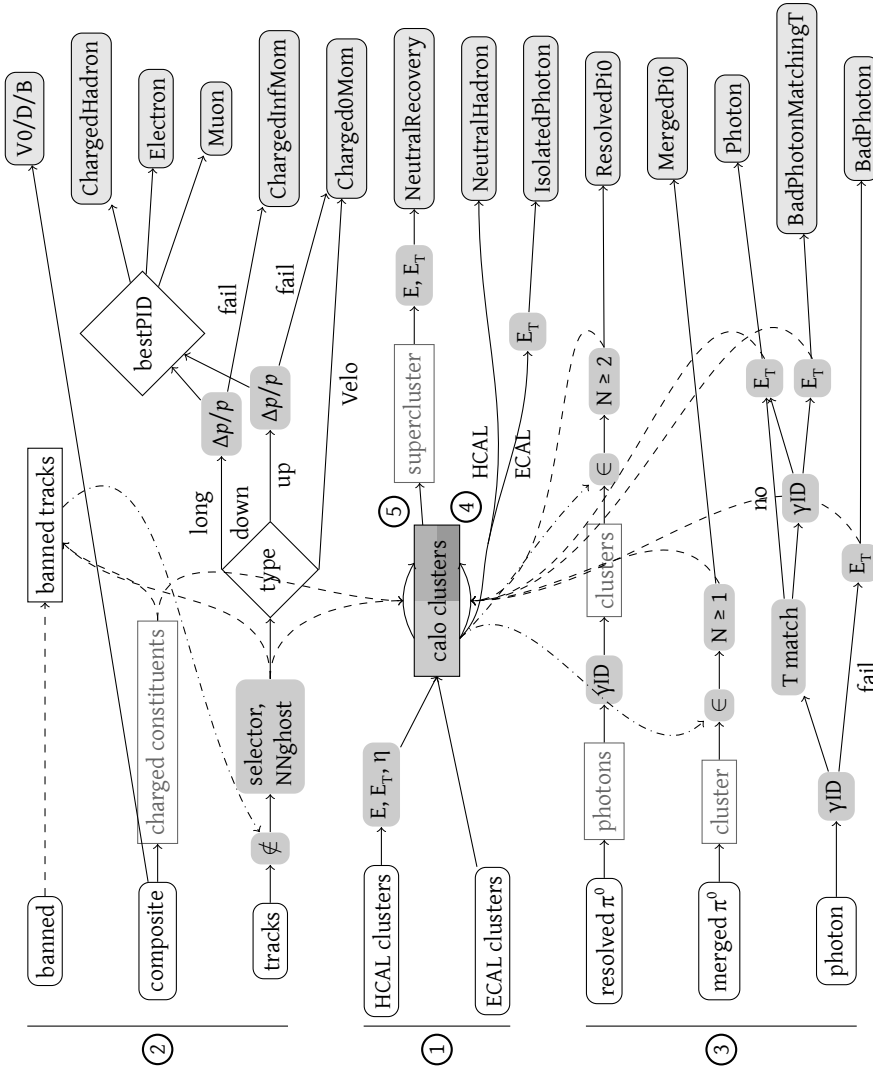 ②
banned
banned tracks
V0/D/B
composite
charged constituents
ChargedHadron
bestPID
Electron
Muon
tracks
∉
selector,
NNghost
type
long
down
up
Velo
Δp/p
Δp/p
fail
fail
ChargedInfMom
Charged0Mom
①
HCAL clusters
E, E_T, η
ECAL clusters
calo clusters
⑤
④
supercluster
E, E_T
NeutralRecovery
HCAL
NeutralHadron
ECAL
E_T
IsolatedPhoton
③
resolved π⁰
photons
γID
clusters
∈
N ≥ 2
ResolvedPi0
merged π⁰
cluster
∈
N ≥ 1
MergedPi0
photon
γID
T match
fail
no
γID
E_T
E_T
E_T
Photon
BadPhotonMatchingT
BadPhoton